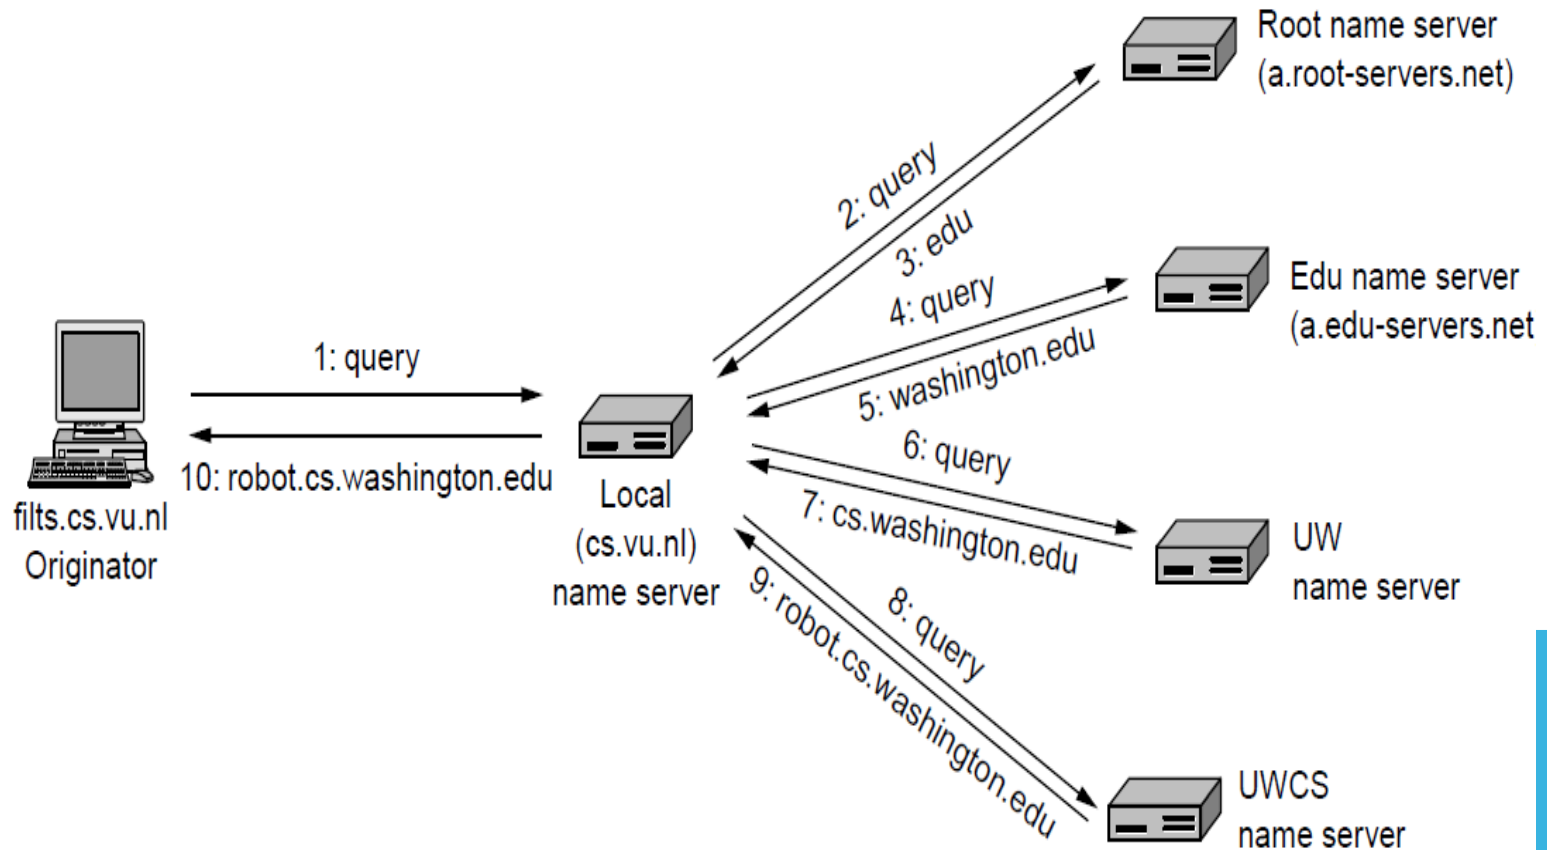 Root name server
(a.root-servers.net)
2: query
3: edu
4: query
Edu name server
(a.edu-servers.net
5: washington.edu
1: query
10: robot.cs.washington.edu
filts.cs.vu.nl
Originator
Local
(cs.vu.nl)
name server
6: query
7: cs.washington.edu
UW
name server
8: query
9: robot.cs.washington.edu
UWCS
name server